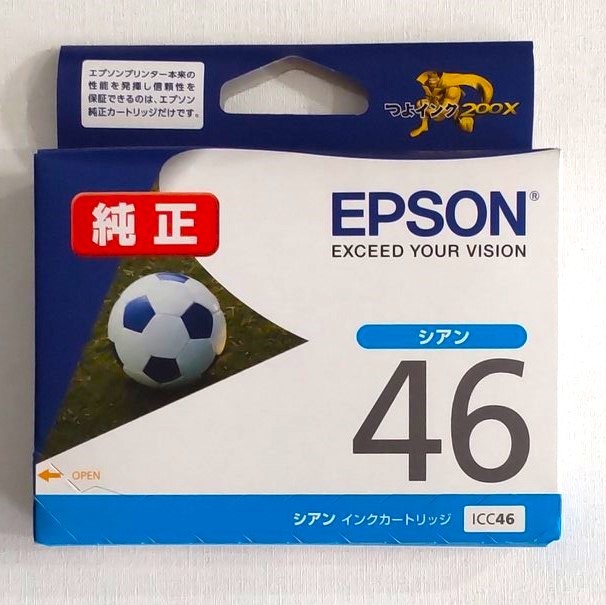 エプソンプリンター本来の
性能を発揮し信頼性を
保証できるのは、エプソン
純正カートリッジだけです。
つよインク200X
純正
EPSON®
EXCEED YOUR VISION
シアン
46
OPEN
シアン インクカートリッジ ICC46